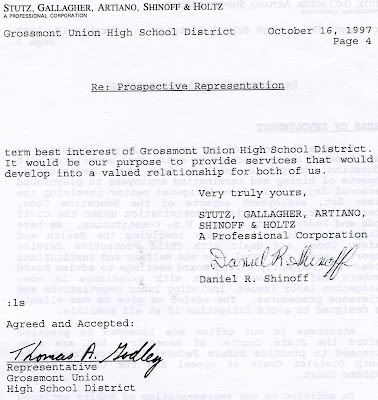 STUTZ, GALLAGHER, ARTIANO, SHINOFF & HOLTZ
A PROFESSIONAL CORPORATION
Grossmont Union High School District October 16, 1997
Page 4
Re: Prospective Representation
term best interest of Grossmont Union High School District.
It would be our purpose to provide services that would
develop into a valued relationship for both of us.
Very truly yours,
STUTZ, GALLAGHER, ARTIANO,
SHINOFF & HOLTZ
A Professional Corporation
Daniel R. Shinoff
Daniel R. Shinoff
:ls
Agreed and Accepted:
Thomas A. Godley
Representative
Grossmont Union
High School District